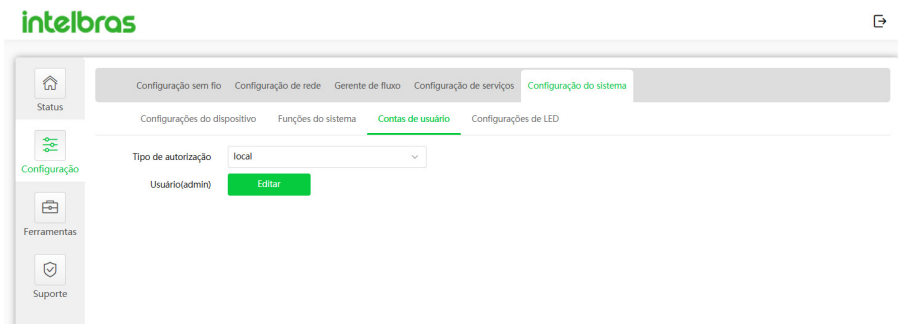 intelbras
Status
Configuração
Ferramentas
Suporte
Configuração sem fio Configuração de rede Gerente de fluxo Configuração de serviços Configuração do sistema
Configurações do dispositivo Funções do sistema Contas de usuário Configurações de LED
Tipo de autorização local
Usuário(admin) Editar